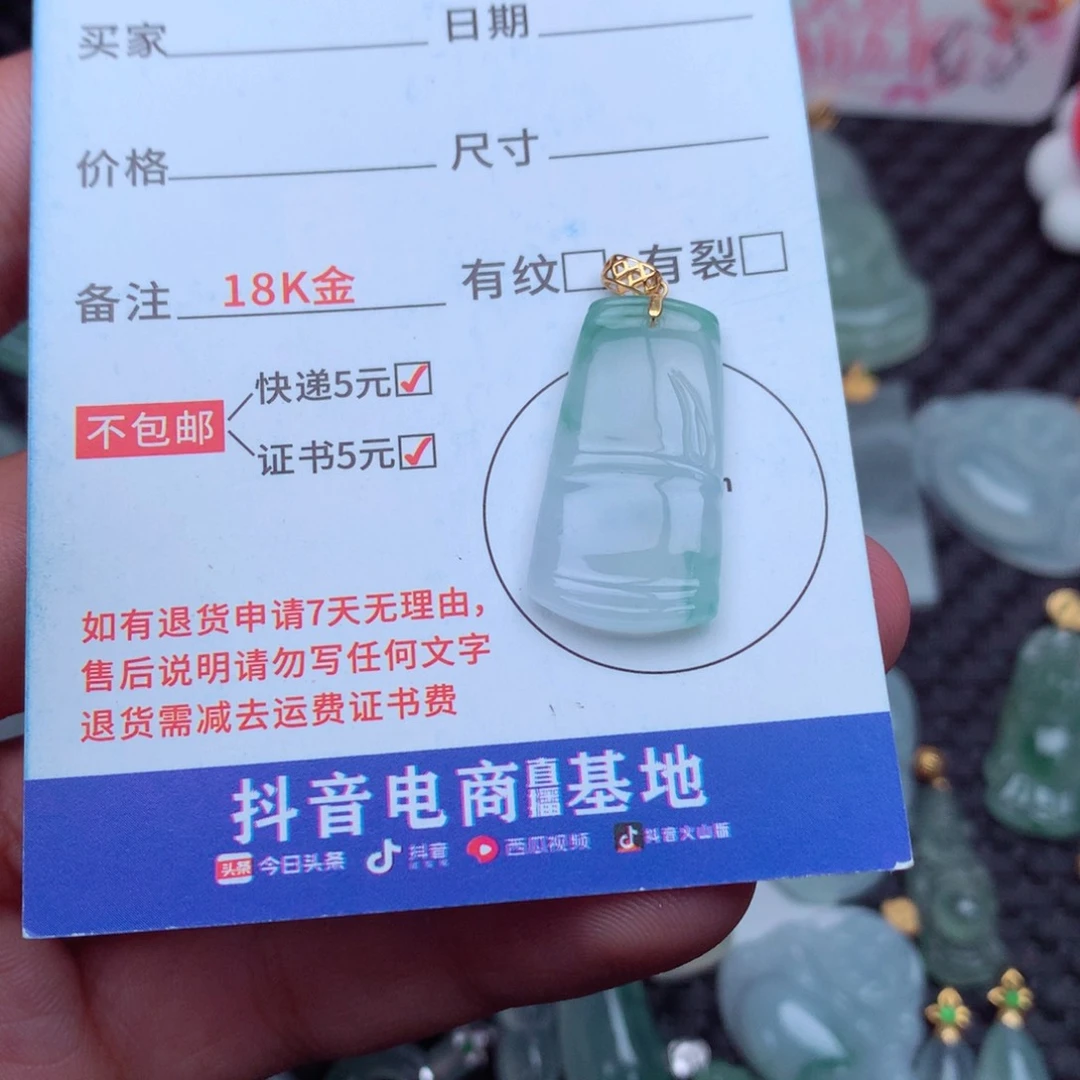 买家 日期
价格 尺寸
备注 18K金 有纹 有裂
快递5元
不包邮
证书5元
如有退货申请7天无理由，
售后说明请勿写任何文字
退货需减去运费证书费
抖音电商直播基地
头条 今日头条 抖音 西瓜视频 抖音火山版